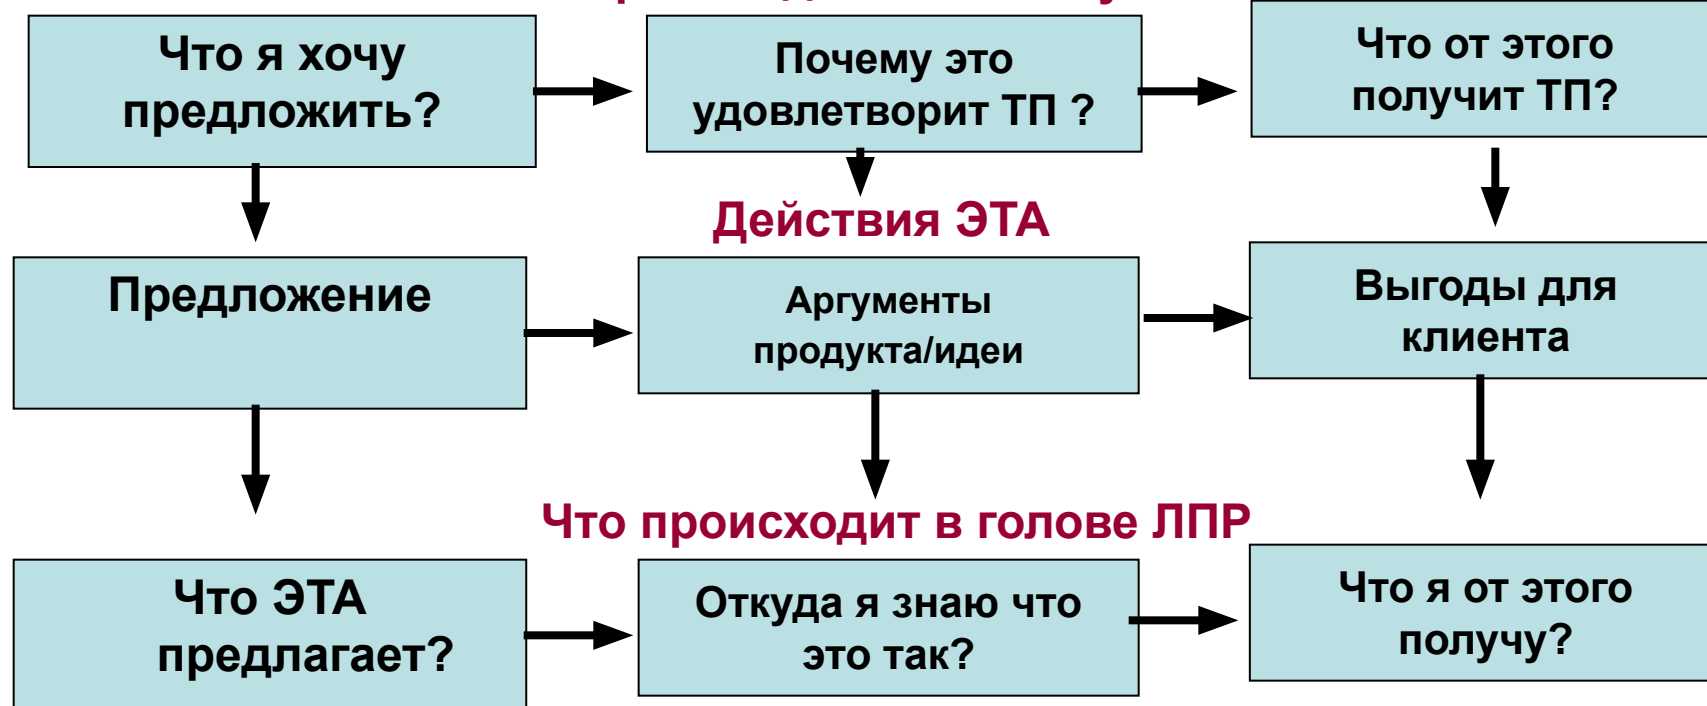 Что я хочу
предложить?
Почему это
удовлетворит ТП ?
Что от этого
получит ТП?
Действия ЭТА
Предложение
Аргументы
продукта/идеи
Выгоды для
клиента
Что происходит в голове ЛПР
Что ЭТА
предлагает?
Откуда я знаю что
это так?
Что я от этого
получу?